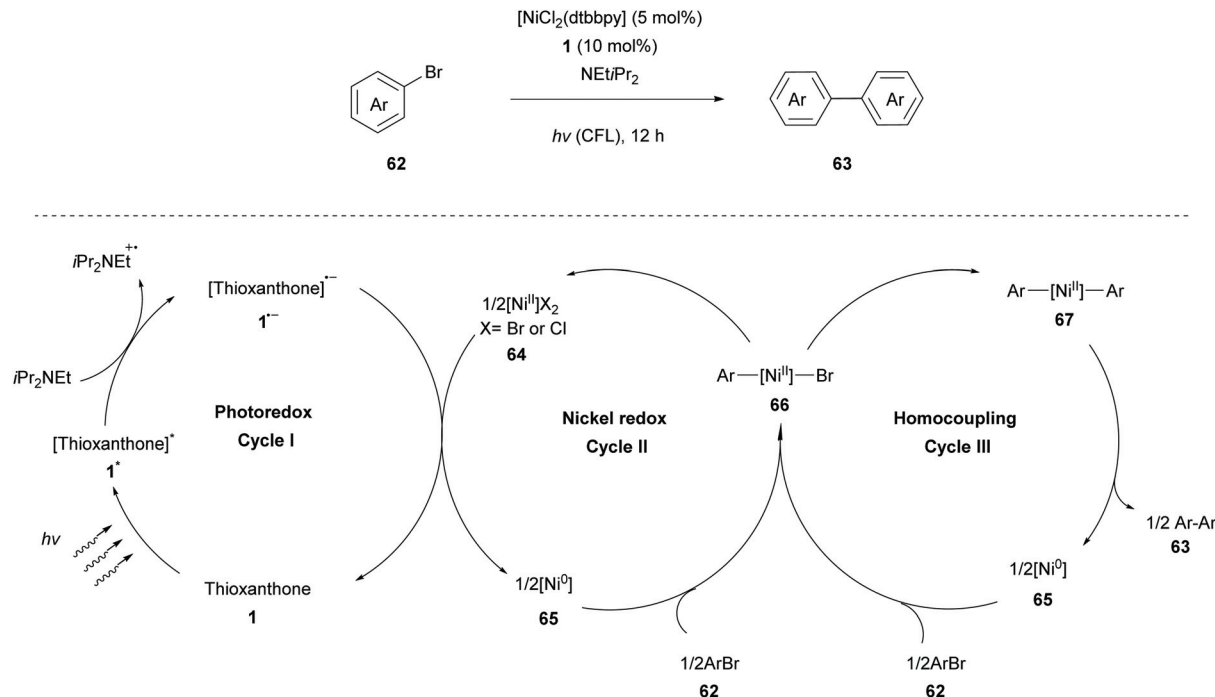 [NiCl₂(dtbbpy] (5 mol%)
1 (10 mol%)
NEtiPr₂
Br
Ar
Ar
Ar
hν (CFL), 12 h
62
63
iPr₂NEt⁺•
[Thioxanthone]•−
1•−
iPr₂NEt
Photoredox
Cycle I
[Thioxanthone]*
1*
hν
Thioxanthone
1
1/2[Niᴵᴵ]X₂
X= Br or Cl
64
Nickel redox
Cycle II
1/2[Ni⁰]
65
1/2ArBr
62
Ar—[Niᴵᴵ]—Br
66
Homocoupling
Cycle III
Ar—[Niᴵᴵ]—Ar
67
1/2 Ar-Ar
63
1/2[Ni⁰]
65
1/2ArBr
62